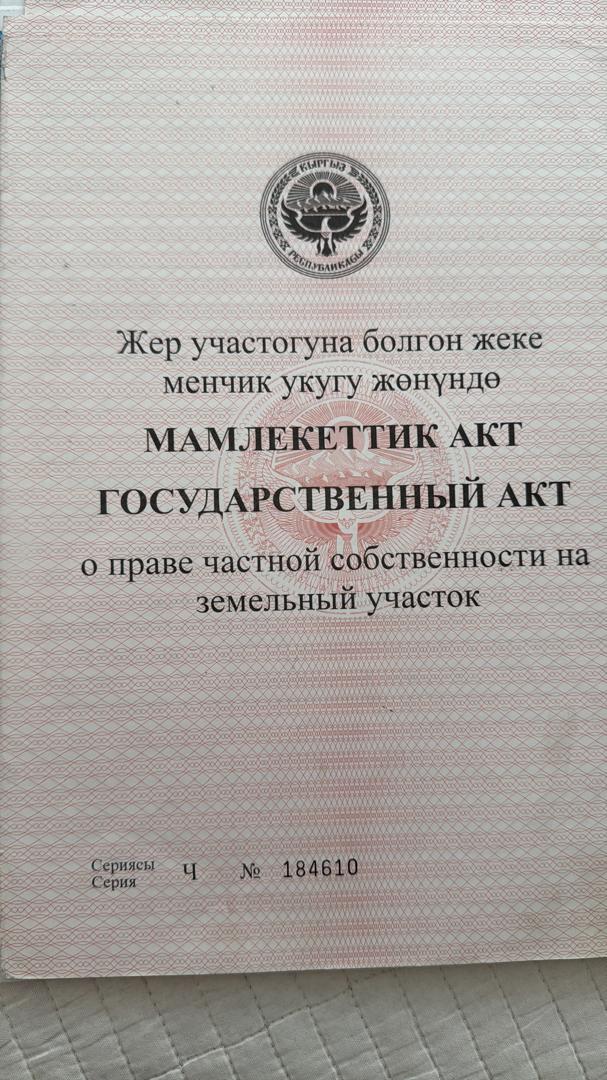 КЫРГЫЗ
РЕСПУБЛИКАСЫ
Жер участогуна болгон жеке
менчик укугу жөнүндө
МАМЛЕКЕТТИК АКТ
ГОСУДАРСТВЕННЫЙ АКТ
о праве частной собственности на
земельный участок
Сериясы
Серия
Ч № 184610